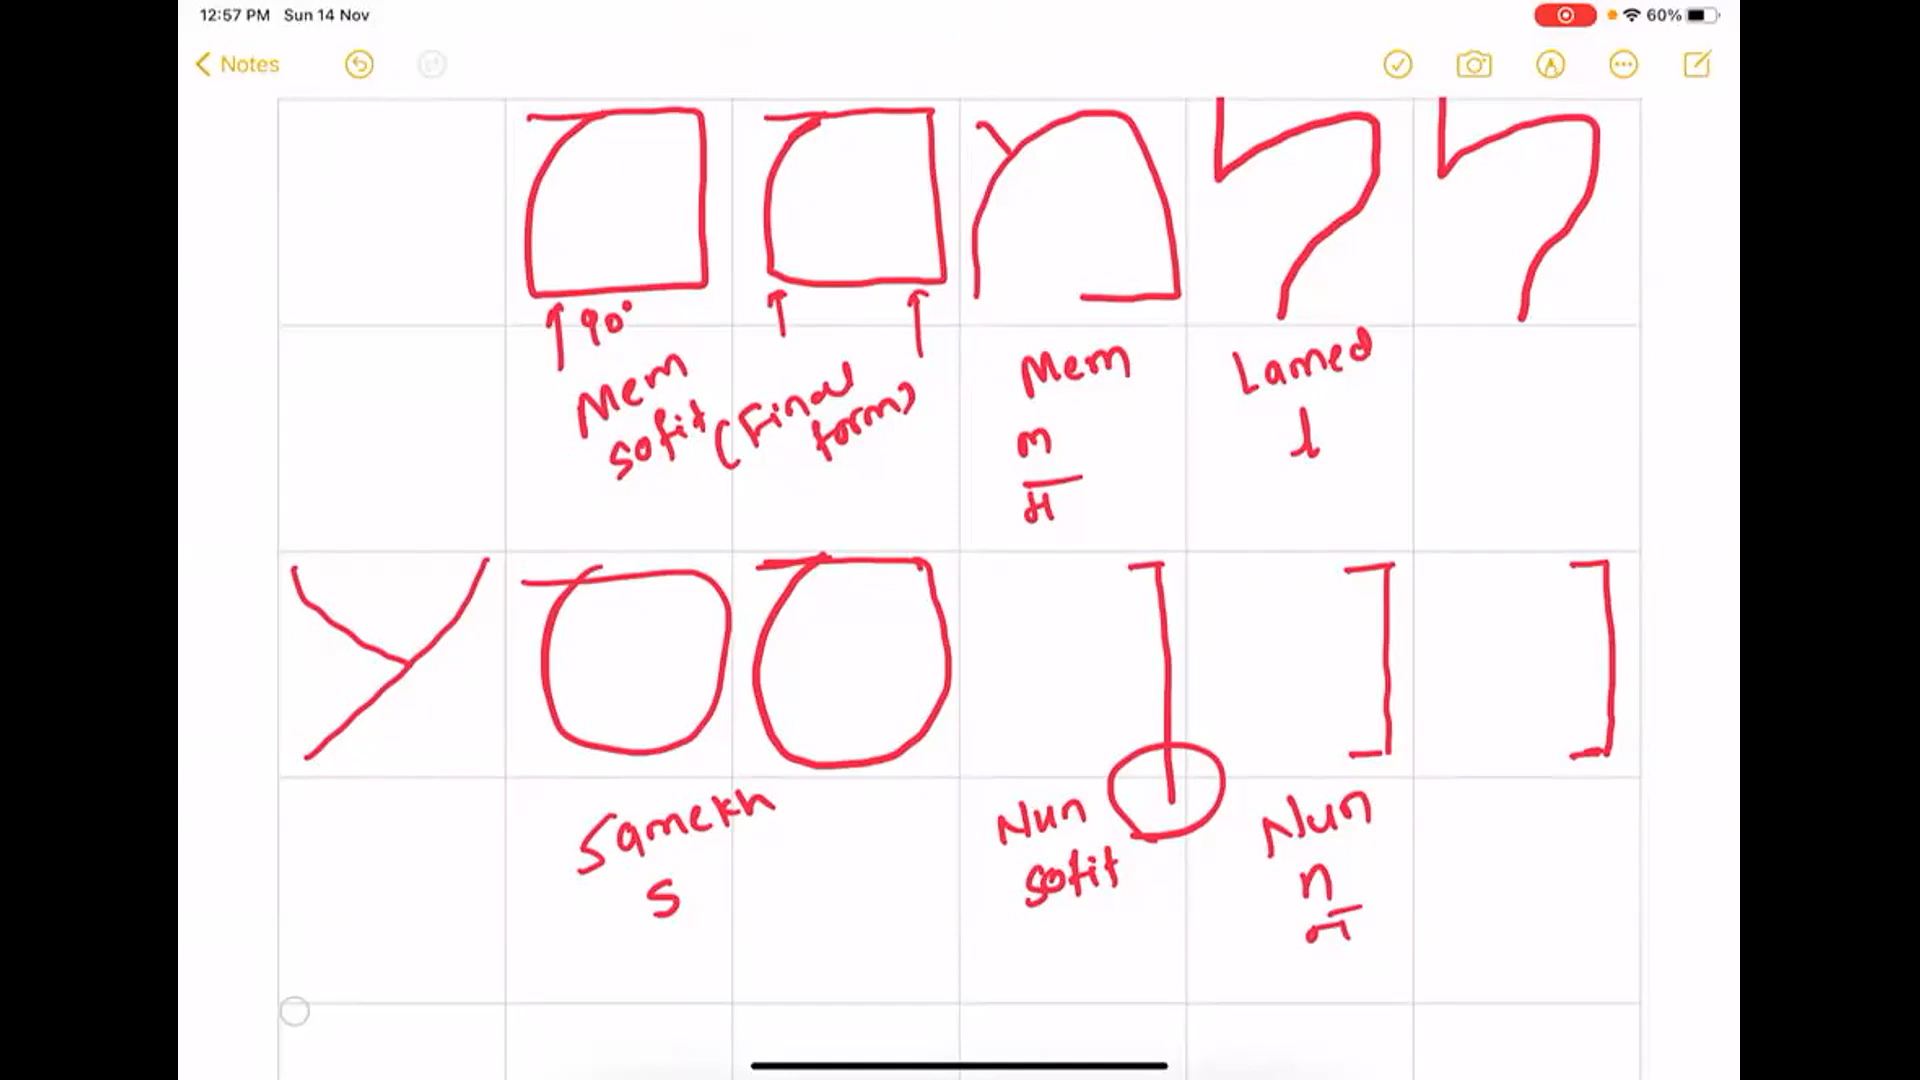 12:57 PM Sun 14 Nov
60%
Notes
ם ם מ ל ל
90°
Mem
sofit (Final
form)
Mem
m
म
Lamed
l
ע ס ס ן נ נ
Samekh
s
Nun
sofit
Nun
n
न